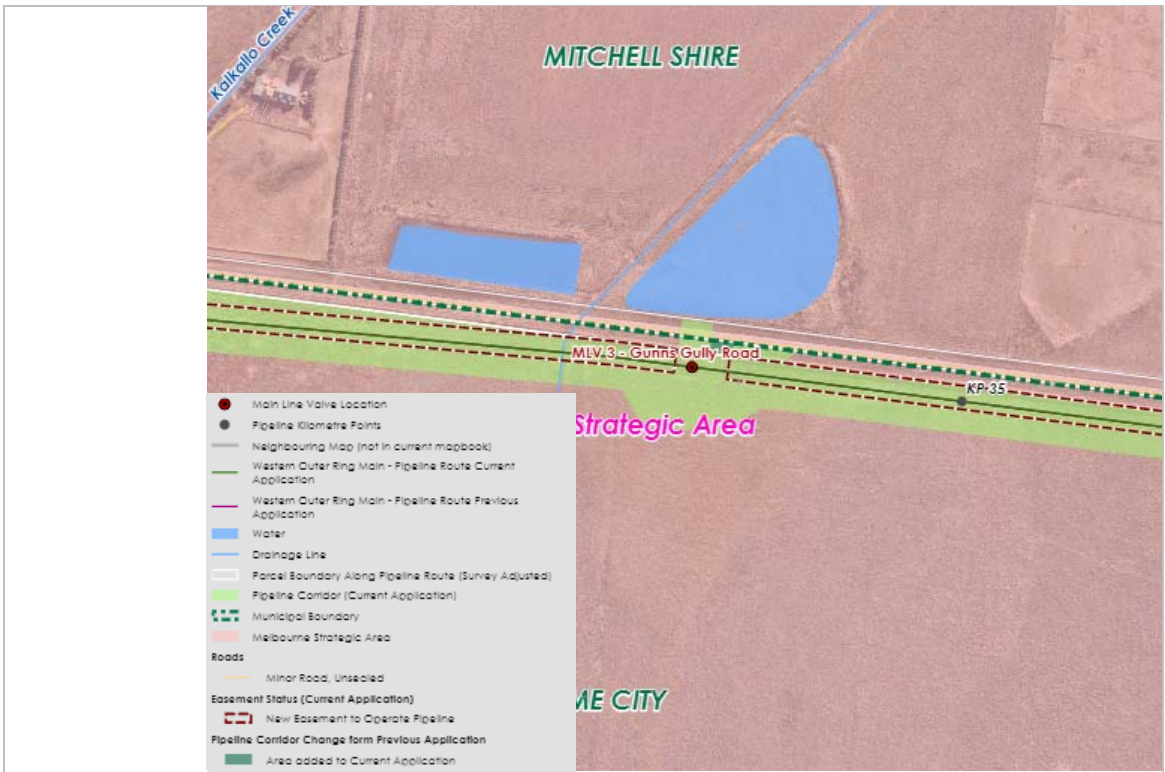 Kalkallo Creek
MITCHELL SHIRE
MLV 3 - Gunns Gully Road
KP 35
Strategic Area
Main Line Valve Location
Pipeline Kilometre Points
Neighbouring Map (not in current mapbook)
Western Outer Ring Main - Pipeline Route Current
Application
Western Outer Ring Main - Pipeline Route Previous
Application
Water
Drainage Line
Parcel Boundary Along Pipeline Route (Survey Adjusted)
Pipeline Corridor (Current Application)
Municipal Boundary
Melbourne Strategic Area
Roads
Minor Road, Unsealed
Easement Status (Current Application)
New Easement to Operate Pipeline
Pipeline Corridor Change form Previous Application
Area added to Current Application
ME CITY